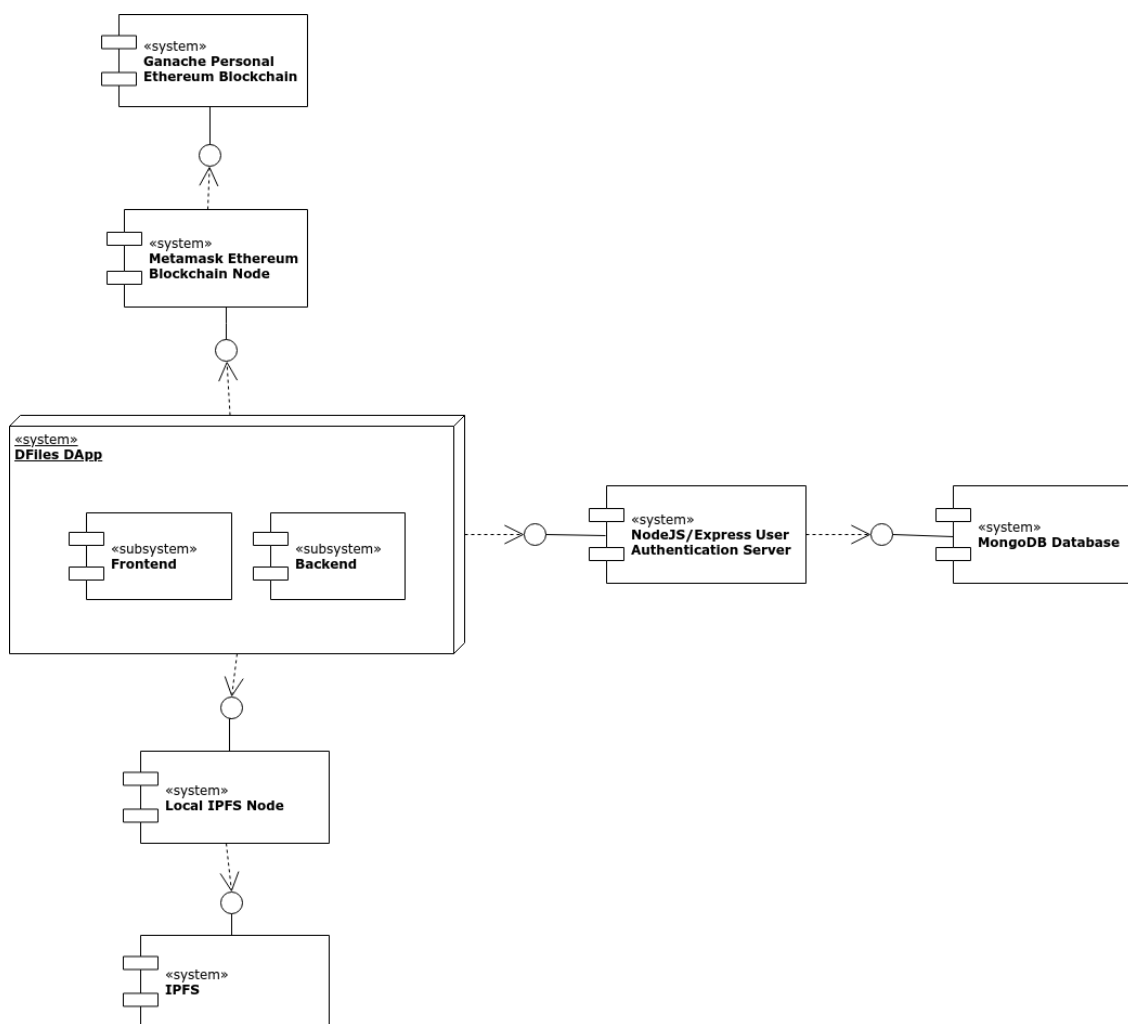 «system»
Ganache Personal
Ethereum Blockchain
«system»
Metamask Ethereum
Blockchain Node
«system»
DFiles DApp
«subsystem»
Frontend
«subsystem»
Backend
«system»
NodeJS/Express User
Authentication Server
«system»
MongoDB Database
«system»
Local IPFS Node
«system»
IPFS